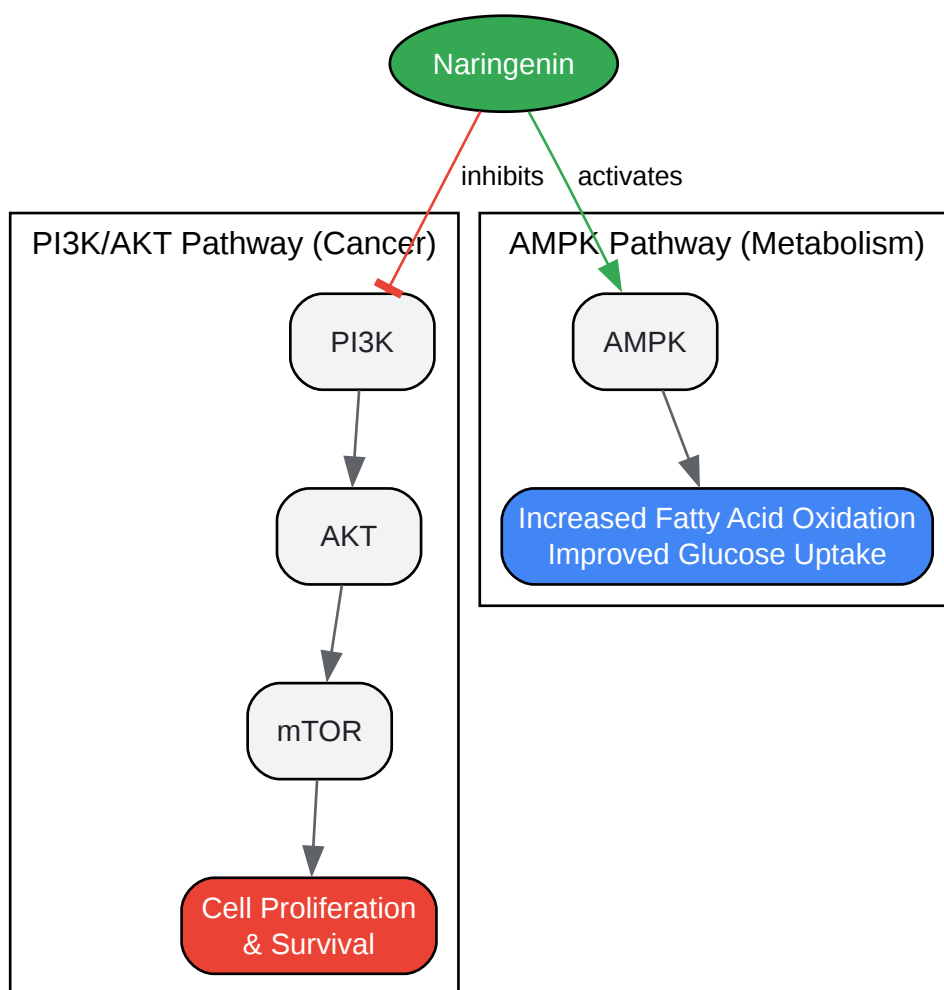 Naringenin
inhibits
activates
PI3K/AKT Pathway (Cancer)
PI3K
AKT
mTOR
Cell Proliferation
& Survival
AMPK Pathway (Metabolism)
AMPK
Increased Fatty Acid Oxidation
Improved Glucose Uptake